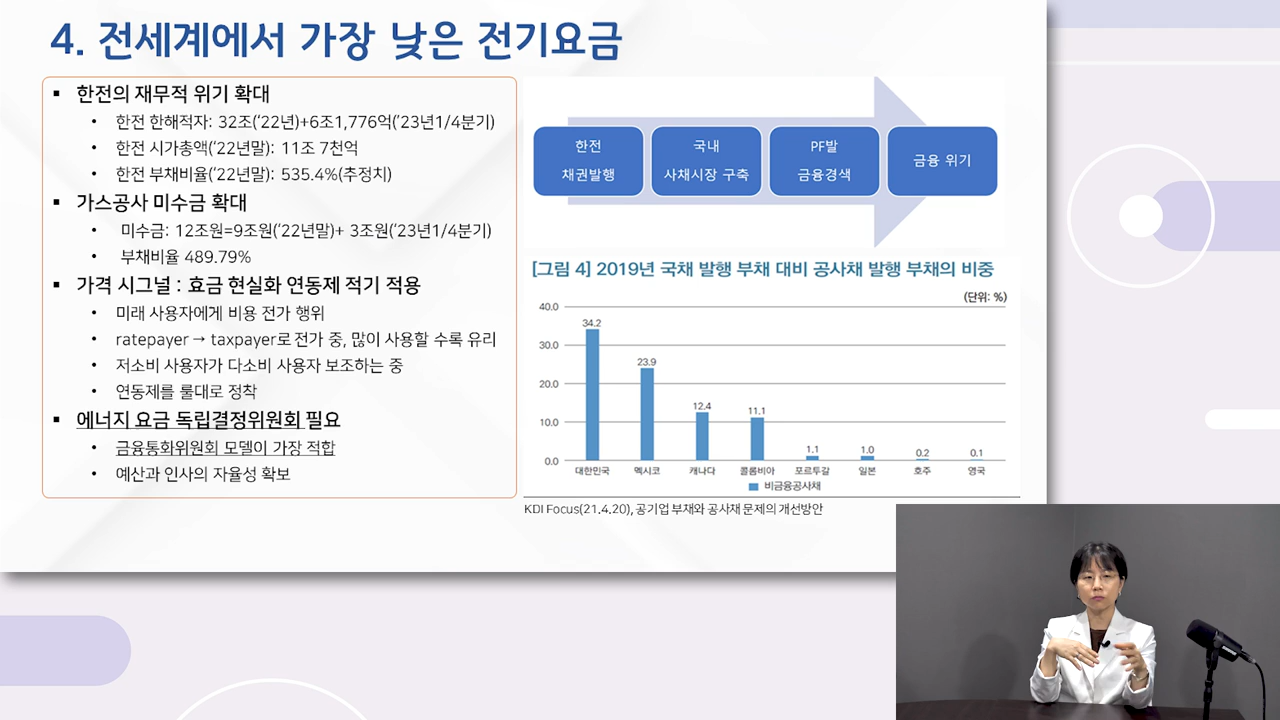 4. 전세계에서 가장 낮은 전기요금
▪ 한전의 재무적 위기 확대
• 한전 한해적자: 32조('22년)+6조1,776억('23년1/4분기)
• 한전 시가총액('22년말): 11조 7천억
• 한전 부채비율('22년말): 535.4%(추정치)
▪ 가스공사 미수금 확대
• 미수금: 12조원=9조원('22년말)+ 3조원('23년1/4분기)
• 부채비율 489.79%
▪ 가격 시그널 : 효금 현실화 연동제 적기 적용
• 미래 사용자에게 비용 전가 행위
• ratepayer → taxpayer로 전가 중, 많이 사용할 수록 유리
• 저소비 사용자가 다소비 사용자 보조하는 중
• 연동제를 룰대로 정착
▪ 에너지 요금 독립결정위원회 필요
• 금융통화위원회 모델이 가장 적합
• 예산과 인사의 자율성 확보
한전
채권발행
국내
사채시장 구축
PF발
금융경색
금융 위기
[그림 4] 2019년 국채 발행 부채 대비 공사채 발행 부채의 비중
(단위: %)
40.0
30.0
20.0
10.0
0.0
34.2
23.9
12.4
11.1
1.1
1.0
0.2
0.1
대한민국
멕시코
캐나다
콜롬비아
포르투갈
일본
호주
영국
비금융공사채
KDI Focus(21.4.20), 공기업 부채와 공사채 문제의 개선방안